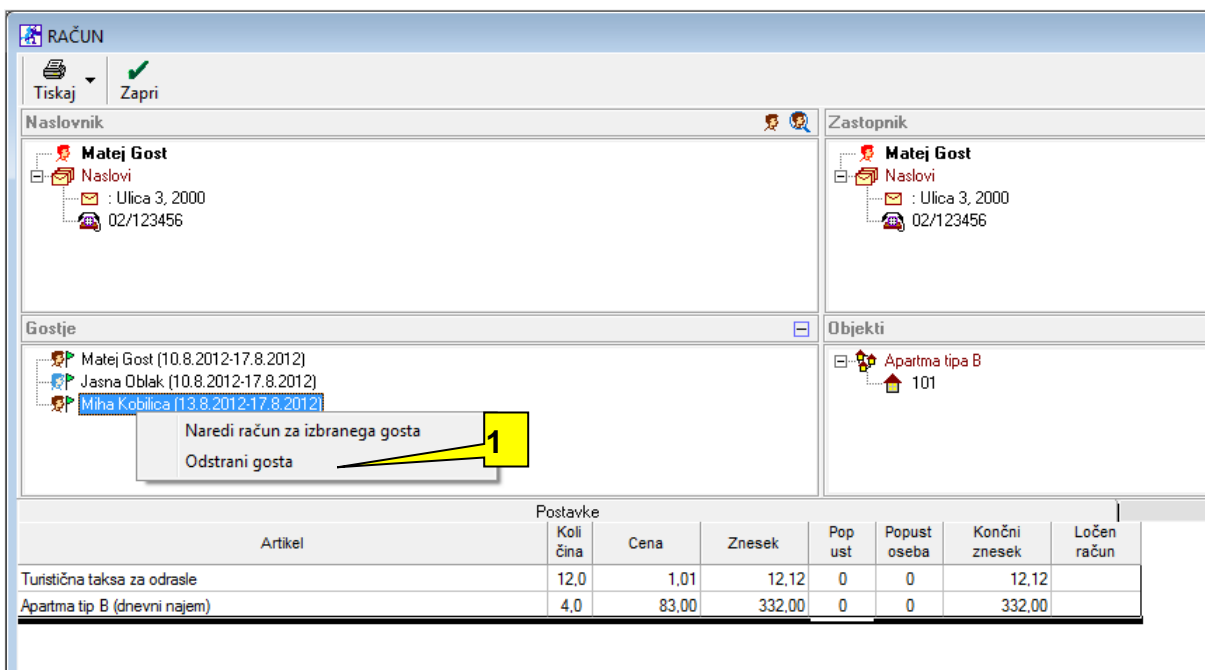 RAČUN
Tiskaj Zapri
Naslovnik
Matej Gost
Naslovi
: Ulica 3, 2000
02/123456
Zastopnik
Matej Gost
Naslovi
: Ulica 3, 2000
02/123456
Gostje
Matej Gost (10.8.2012-17.8.2012)
Jasna Oblak (10.8.2012-17.8.2012)
Miha Kobilica (13.8.2012-17.8.2012)
Naredi račun za izbranega gosta
Odstrani gosta
1
Objekti
Apartma tipa B
101
Postavke
Artikel Koli čina Cena Znesek Pop ust Popust oseba Končni znesek Ločen račun
Turistična taksa za odrasle 12,0 1,01 12,12 0 0 12,12
Apartma tip B (dnevni najem) 4,0 83,00 332,00 0 0 332,00